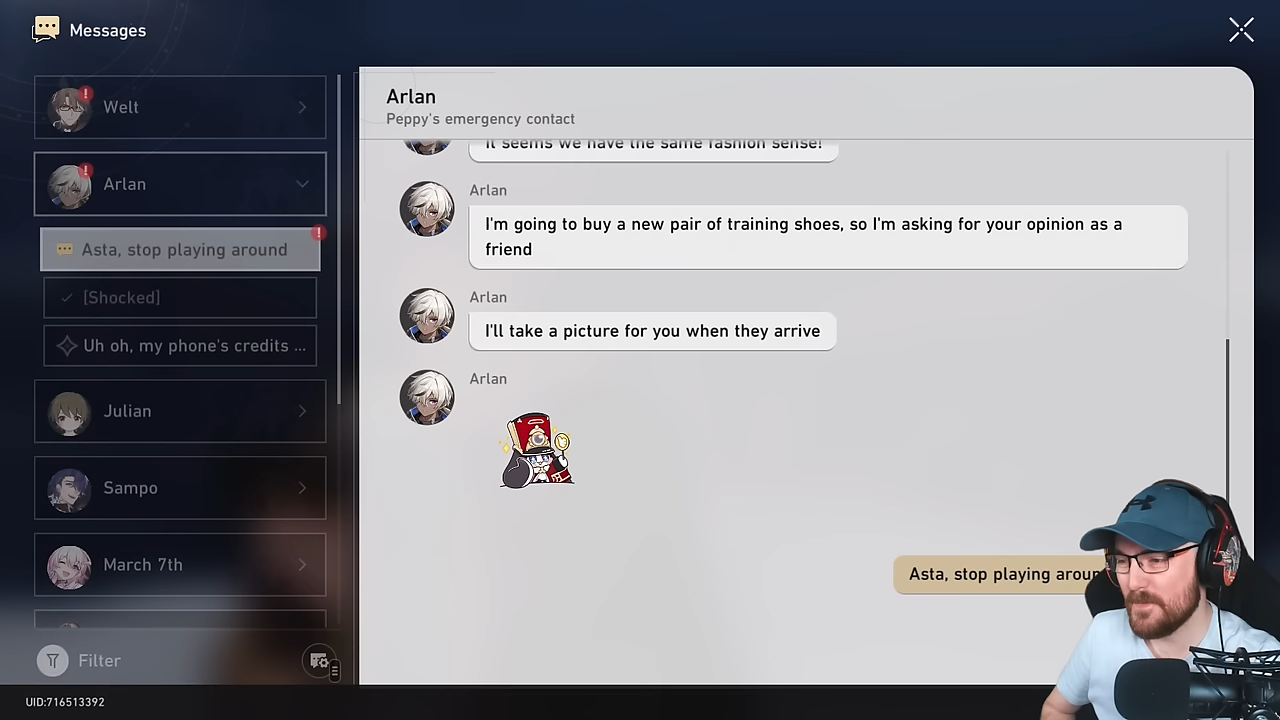 Messages
Welt
Arlan
Asta, stop playing around
[Shocked]
Uh oh, my phone's credits ...
Julian
Sampo
March 7th
Filter
Arlan
Peppy's emergency contact
It seems we have the same fashion sense!
Arlan
I'm going to buy a new pair of training shoes, so I'm asking for your opinion as a
friend
Arlan
I'll take a picture for you when they arrive
Arlan
Asta, stop playing
UID:716513392